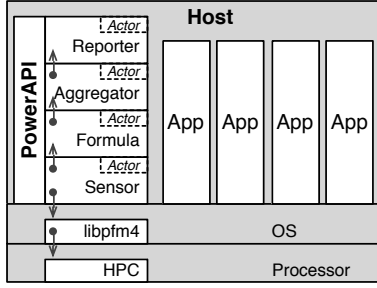 Host
PowerAPI
Actor
Reporter
Actor
Aggregator
Actor
Formula
Actor
Sensor
App App App App
libpfm4 OS
HPC Processor